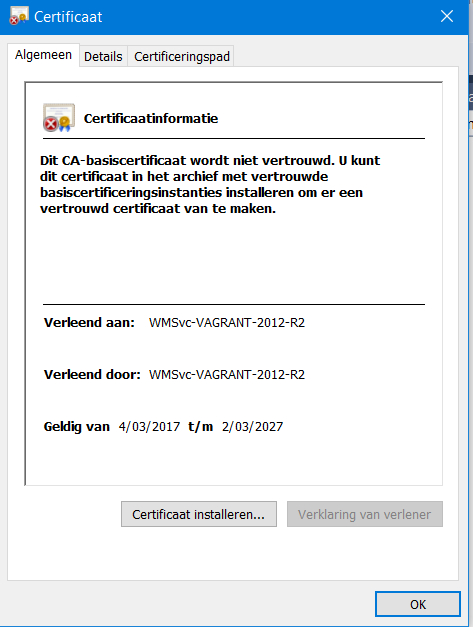 Certificaat
Algemeen Details Certificeringspad
Certificaatinformatie
Dit CA-basiscertificaat wordt niet vertrouwd. U kunt
dit certificaat in het archief met vertrouwde
basiscertificeringsinstanties installeren om er een
vertrouwd certificaat van te maken.
Verleend aan: WMSvc-VAGRANT-2012-R2
Verleend door: WMSvc-VAGRANT-2012-R2
Geldig van 4/03/2017 t/m 2/03/2027
Certificaat installeren... Verklaring van verlener
OK